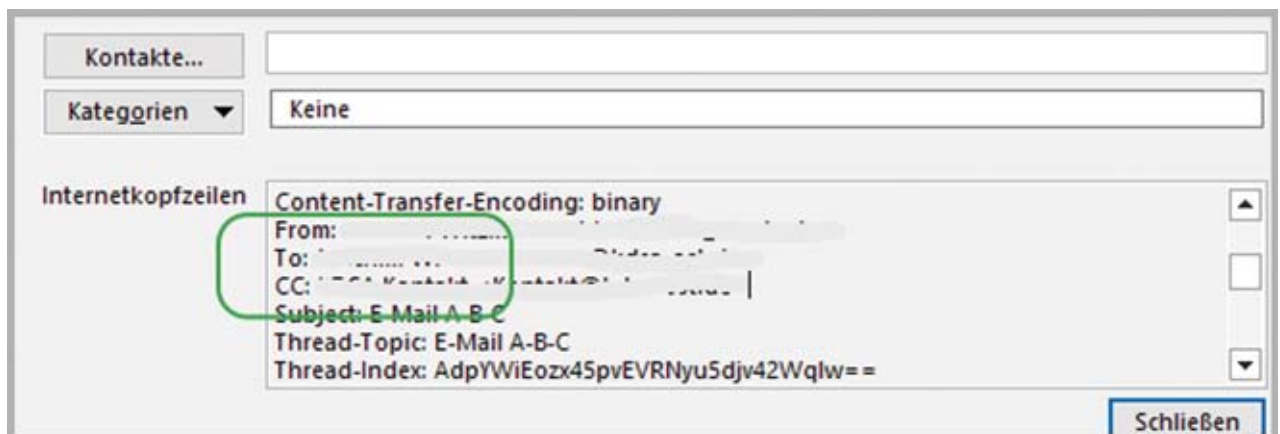 Kontakte...
Kategorien
Keine
Internetkopfzeilen
Content-Transfer-Encoding: binary
From:
To:
CC:
Subject: E-Mail A-B-C
Thread-Topic: E-Mail A-B-C
Thread-Index: AdpYWiEozx45pvEVRNyu5djv42Wqlw==
Schließen